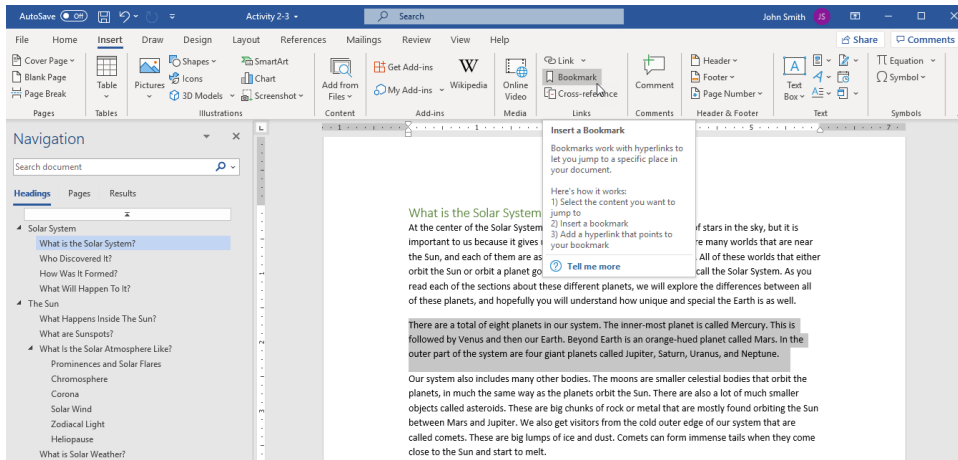 AutoSave Off Activity 2-3 Search John Smith JS
File Home Insert Draw Design Layout References Mailings Review View Help Share Comments
Cover Page
Blank Page
Page Break
Pages
Table
Tables
Pictures
Shapes
Icons
3D Models
SmartArt
Chart
Screenshot
Illustrations
Add from
Files
Content
Get Add-ins
My Add-ins
W
Wikipedia
Add-ins
Online
Video
Media
Link
Bookmark
Cross-reference
Links
Comment
Comments
Header
Footer
Page Number
Header & Footer
Text
Box
Text
Equation
Symbol
Symbols
Navigation
Search document
Headings Pages Results
Solar System
What is the Solar System?
Who Discovered It?
How Was It Formed?
What Will Happen To It?
The Sun
What Happens Inside The Sun?
What are Sunspots?
What Is the Solar Atmosphere Like?
Prominences and Solar Flares
Chromosphere
Corona
Solar Wind
Zodiacal Light
Heliopause
What is Solar Weather?
Insert a Bookmark
Bookmarks work with hyperlinks to
let you jump to a specific place in
your document.
Here's how it works:
1) Select the content you want to
jump to
2) Insert a bookmark
3) Add a hyperlink that points to
your bookmark
Tell me more
What is the Solar System
At the center of the Solar System of stars in the sky, but it is
important to us because it gives re many worlds that are near
the Sun, and each of them are as All of these worlds that either
orbit the Sun or orbit a planet go call the Solar System. As you
read each of the sections about these different planets, we will explore the differences between all
of these planets, and hopefully you will understand how unique and special the Earth is as well.
There are a total of eight planets in our system. The inner-most planet is called Mercury. This is
followed by Venus and then our Earth. Beyond Earth is an orange-hued planet called Mars. In the
outer part of the system are four giant planets called Jupiter, Saturn, Uranus, and Neptune.
Our system also includes many other bodies. The moons are smaller celestial bodies that orbit the
planets, in much the same way as the planets orbit the Sun. There are also a lot of much smaller
objects called asteroids. These are big chunks of rock or metal that are mostly found orbiting the Sun
between Mars and Jupiter. We also get visitors from the cold outer edge of our system that are
called comets. These are big lumps of ice and dust. Comets can form immense tails when they come
close to the Sun and start to melt.